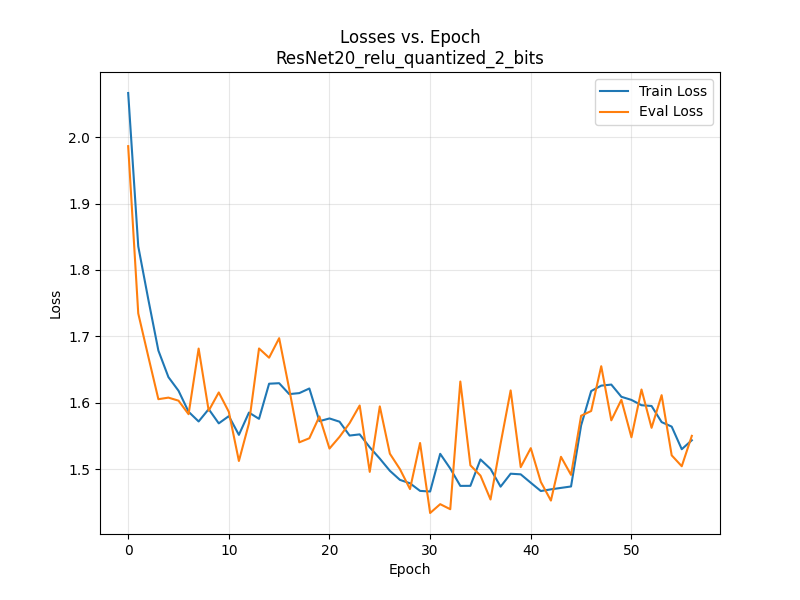 Losses vs. Epoch
ResNet20_relu_quantized_2_bits
Train Loss
Eval Loss
2.0
1.9
1.8
1.7
1.6
1.5
Loss
0 10 20 30 40 50
Epoch